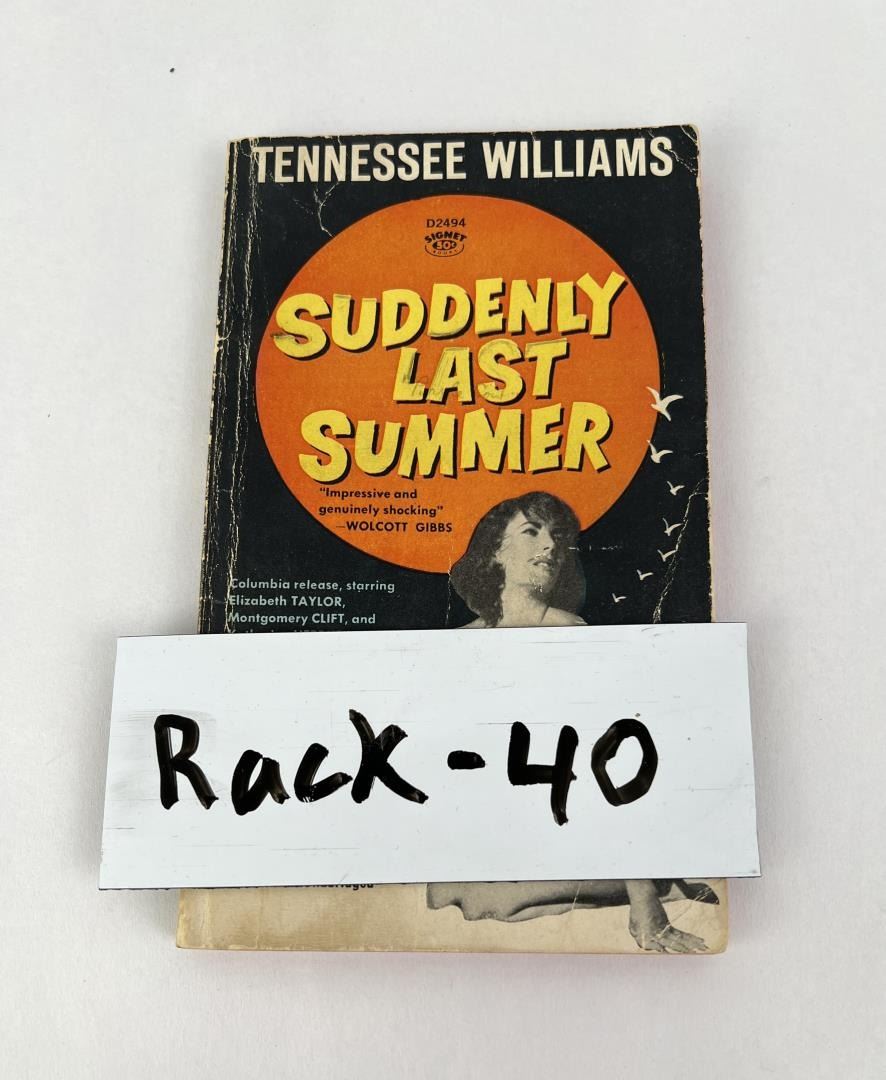 TENNESSEE WILLIAMS
D2494
SIGNET
50¢
BOOKS
SUDDENLY
LAST
SUMMER
"Impressive and
genuinely shocking"
—WOLCOTT GIBBS
Columbia release, starring
Elizabeth TAYLOR,
Montgomery CLIFT, and
Rack-40